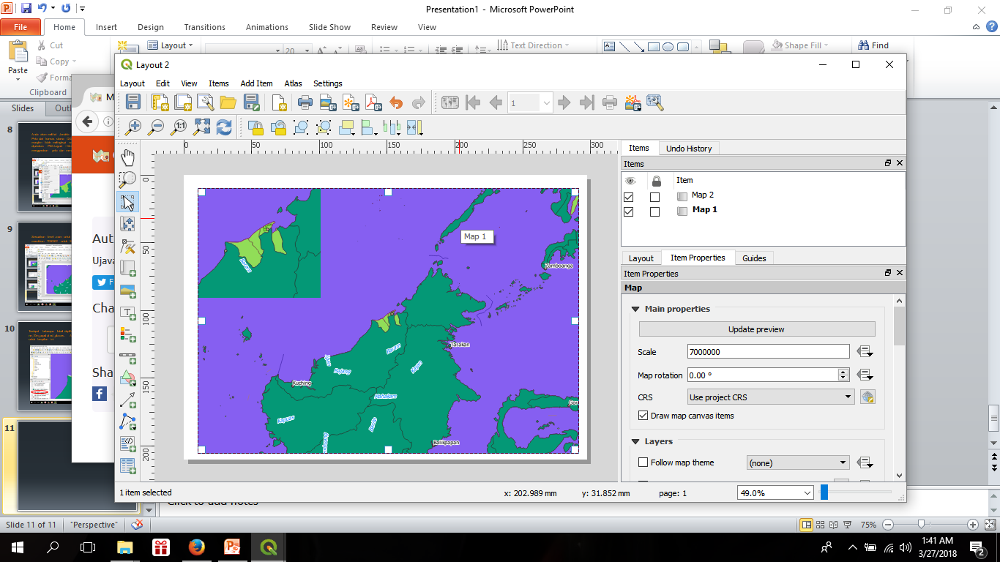 Presentation1 - Microsoft PowerPoint
File Home Insert Design Transitions Animations Slide Show Review View
Paste
Cut
Copy
Forma
Clipboard
Layout
20
Text Direction
Shape Fill
Find
Slides Outl
8
9
10
11
M
Aut
Ujava
F
Cha
Sha
Layout 2
Layout Edit View Items Add Item Atlas Settings
1
0 50 100 150 200 250 300
0
50
100
150
200
Map 1
Zamboanga
Baram
Tarakan
Baram
Kayan
Bajang
Kuching
Mahakam
Kapuas
Barito
Balikpapan
Items Undo History
Items
Item
Map 2
Map 1
Layout Item Properties Guides
Item Properties
Map
Main properties
Update preview
Scale 7000000
Map rotation 0.00 °
CRS Use project CRS
Draw map canvas items
Layers
Follow map theme (none)
1 item selected x: 202.989 mm y: 31.852 mm page: 1 49.0%
Click to add notes
Slide 11 of 11 "Perspective" 75%
1:41 AM
3/27/2018
2